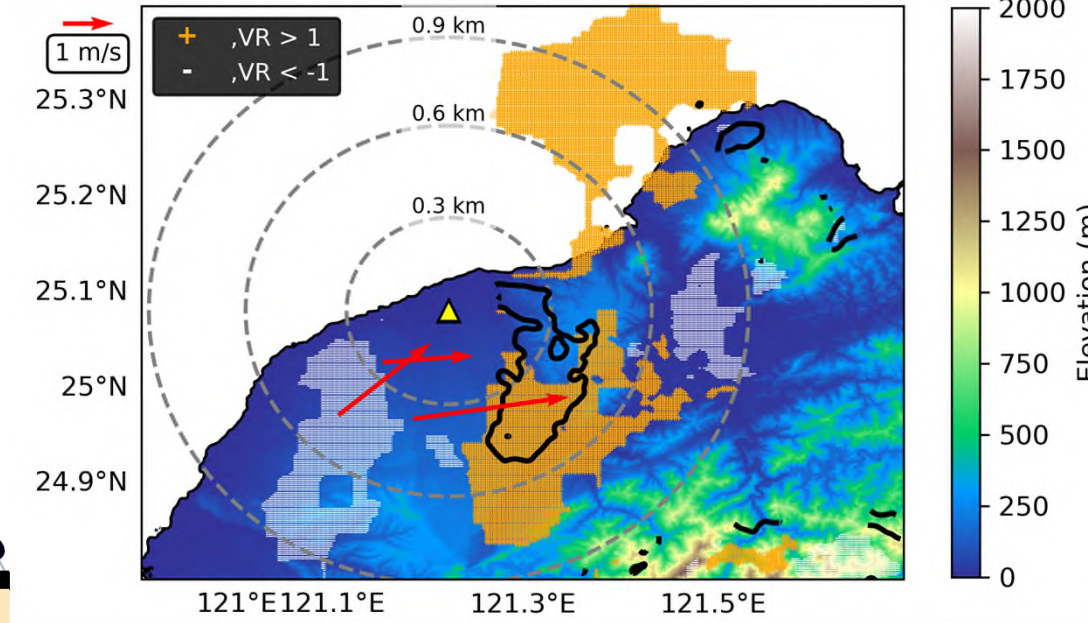 1 m/s
+ ,VR > 1
- ,VR < -1
0.9 km
0.6 km
0.3 km
25.3°N
25.2°N
25.1°N
25°N
24.9°N
121°E
121.1°E
121.3°E
121.5°E
2000
1750
1500
1250
1000
750
500
250
0
Elevation (m)